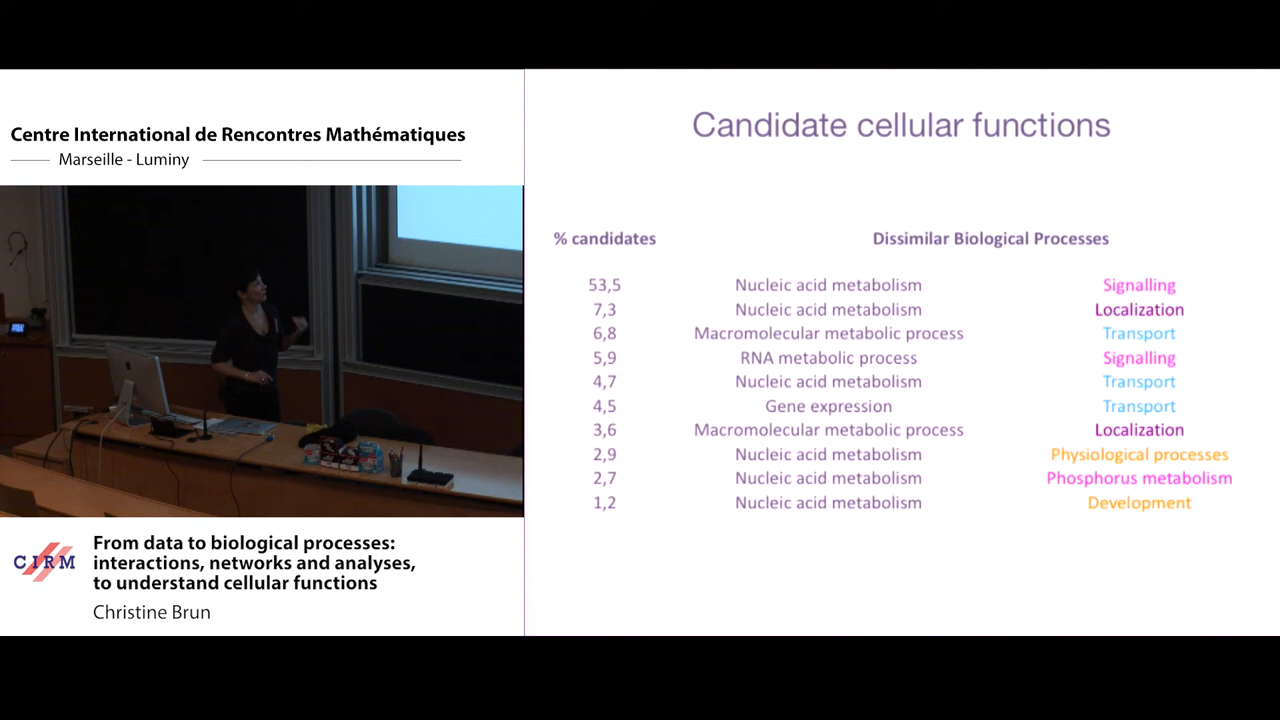 Centre International de Rencontres Mathématiques
Marseille - Luminy
CIRM
From data to biological processes:
interactions, networks and analyses,
to understand cellular functions
Christine Brun
Candidate cellular functions
% candidates Dissimilar Biological Processes
53,5 Nucleic acid metabolism Signalling
7,3 Nucleic acid metabolism Localization
6,8 Macromolecular metabolic process Transport
5,9 RNA metabolic process Signalling
4,7 Nucleic acid metabolism Transport
4,5 Gene expression Transport
3,6 Macromolecular metabolic process Localization
2,9 Nucleic acid metabolism Physiological processes
2,7 Nucleic acid metabolism Phosphorus metabolism
1,2 Nucleic acid metabolism Development